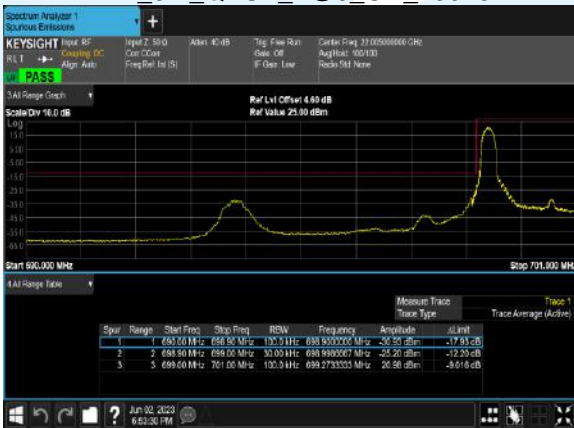 Spectrum Analyzer 1
Spurious Emissions
KEYSIGHT Input: RF Input Z: 50 Ω Atten: 40 dB Trig: Free Run Center Freq: 22.005000000 GHz
RLT Coupling: DC Corr CCorr Gate: Off Avg|Hold: 100/100
Align: Auto Freq Ref: Int (S) IF Gain: Low Radio Std: None
PASS
3.All Range Graph
Ref Lvl Offset 4.60 dB
Scale/Div 10.0 dB Ref Value 25.00 dBm
Log
15.0
5.00
-5.00
-15.0
-25.0
-35.0
-45.0
-55.0
-65.0
Start 690.000 MHz Stop 701.000 MHz
4.All Range Table
Measure Trace Trace 1
Trace Type Trace Average (Active)
Spur Range Start Freq Stop Freq RBW Frequency Amplitude ΔLimit
1 1 690.00 MHz 698.90 MHz 100.0 kHz 698.9000000 MHz -30.93 dBm -17.93 dB
2 2 698.90 MHz 699.00 MHz 30.00 kHz 698.9986667 MHz -25.20 dBm -12.20 dB
3 3 699.00 MHz 701.00 MHz 100.0 kHz 699.2733333 MHz 20.98 dBm -9.016 dB
Jun 02, 2023
6:53:30 PM